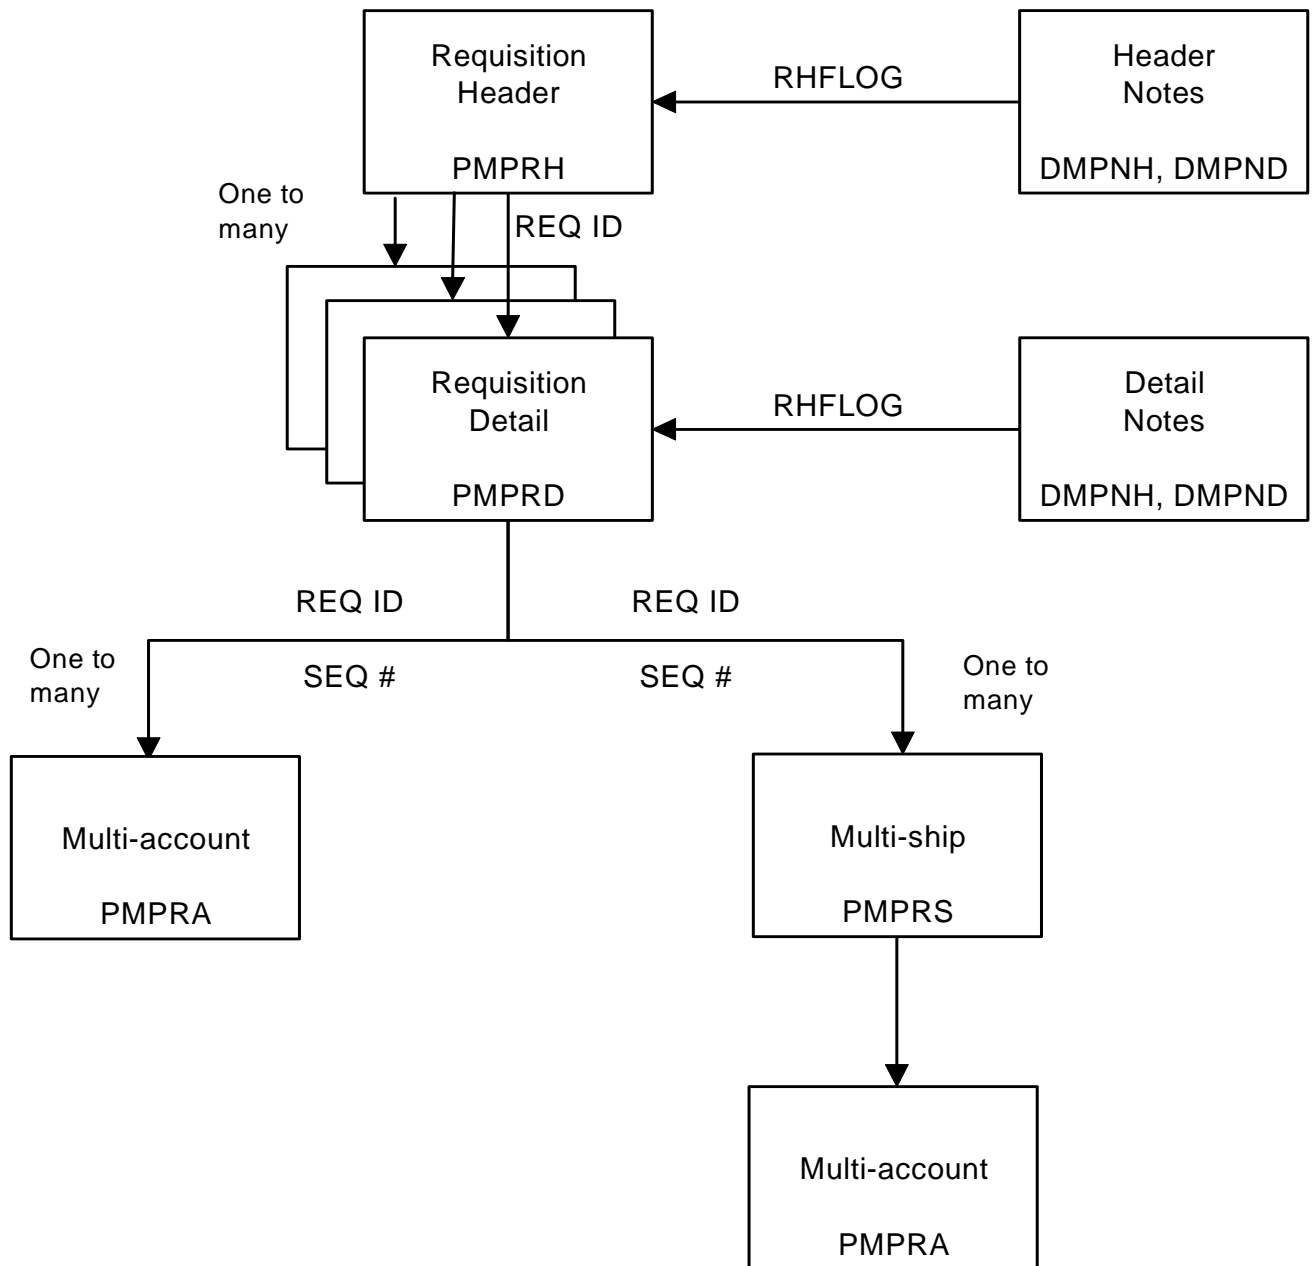 Requisition
Header
PMPRH
RHFLOG
Header
Notes
DMPNH, DMPND
One to
many
REQ ID
Requisition
Detail
PMPRD
RHFLOG
Detail
Notes
DMPNH, DMPND
REQ ID
REQ ID
One to
many
SEQ #
SEQ #
One to
many
Multi-account
PMPRA
Multi-ship
PMPRS
Multi-account
PMPRA